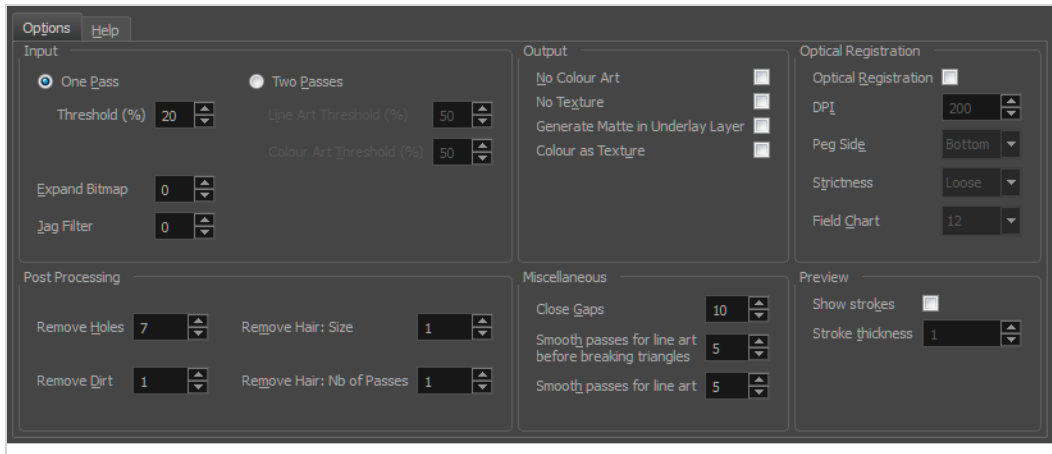 Options
Help
Input
One Pass
Two Passes
Threshold (%) 20
Line Art Threshold (%) 50
Colour Art Threshold (%) 50
Expand Bitmap 0
Jag Filter 0
Output
No Colour Art
No Texture
Generate Matte in Underlay Layer
Colour as Texture
Optical Registration
Optical Registration
DPI 200
Peg Side Bottom
Strictness Loose
Field Chart 12
Post Processing
Remove Holes 7
Remove Hair: Size 1
Remove Dirt 1
Remove Hair: Nb of Passes 1
Miscellaneous
Close Gaps 10
Smooth passes for line art
before breaking triangles 5
Smooth passes for line art 5
Preview
Show strokes
Stroke thickness 1